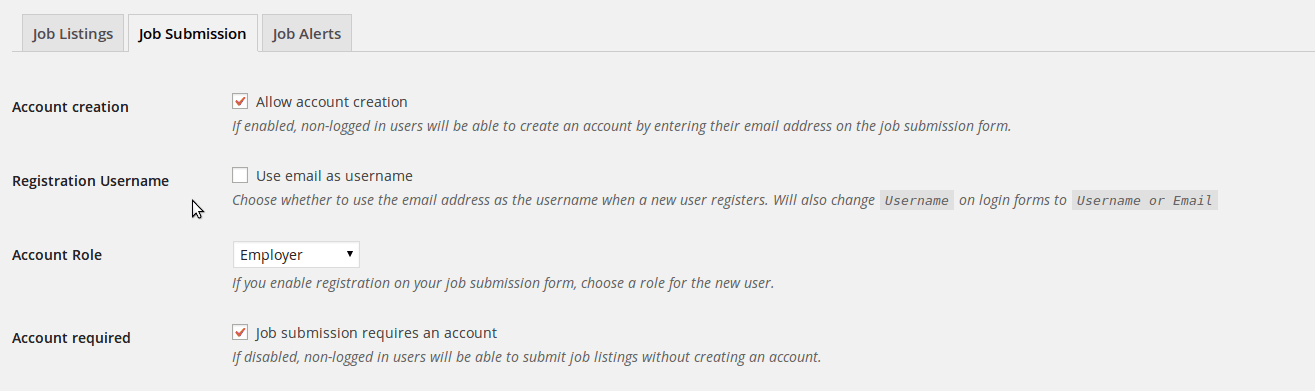 Job Listings Job Submission Job Alerts
Account creation Allow account creation
If enabled, non-logged in users will be able to create an account by entering their email address on the job submission form.
Registration Username Use email as username
Choose whether to use the email address as the username when a new user registers. Will also change Username on login forms to Username or Email
Account Role Employer
If you enable registration on your job submission form, choose a role for the new user.
Account required Job submission requires an account
If disabled, non-logged in users will be able to submit job listings without creating an account.